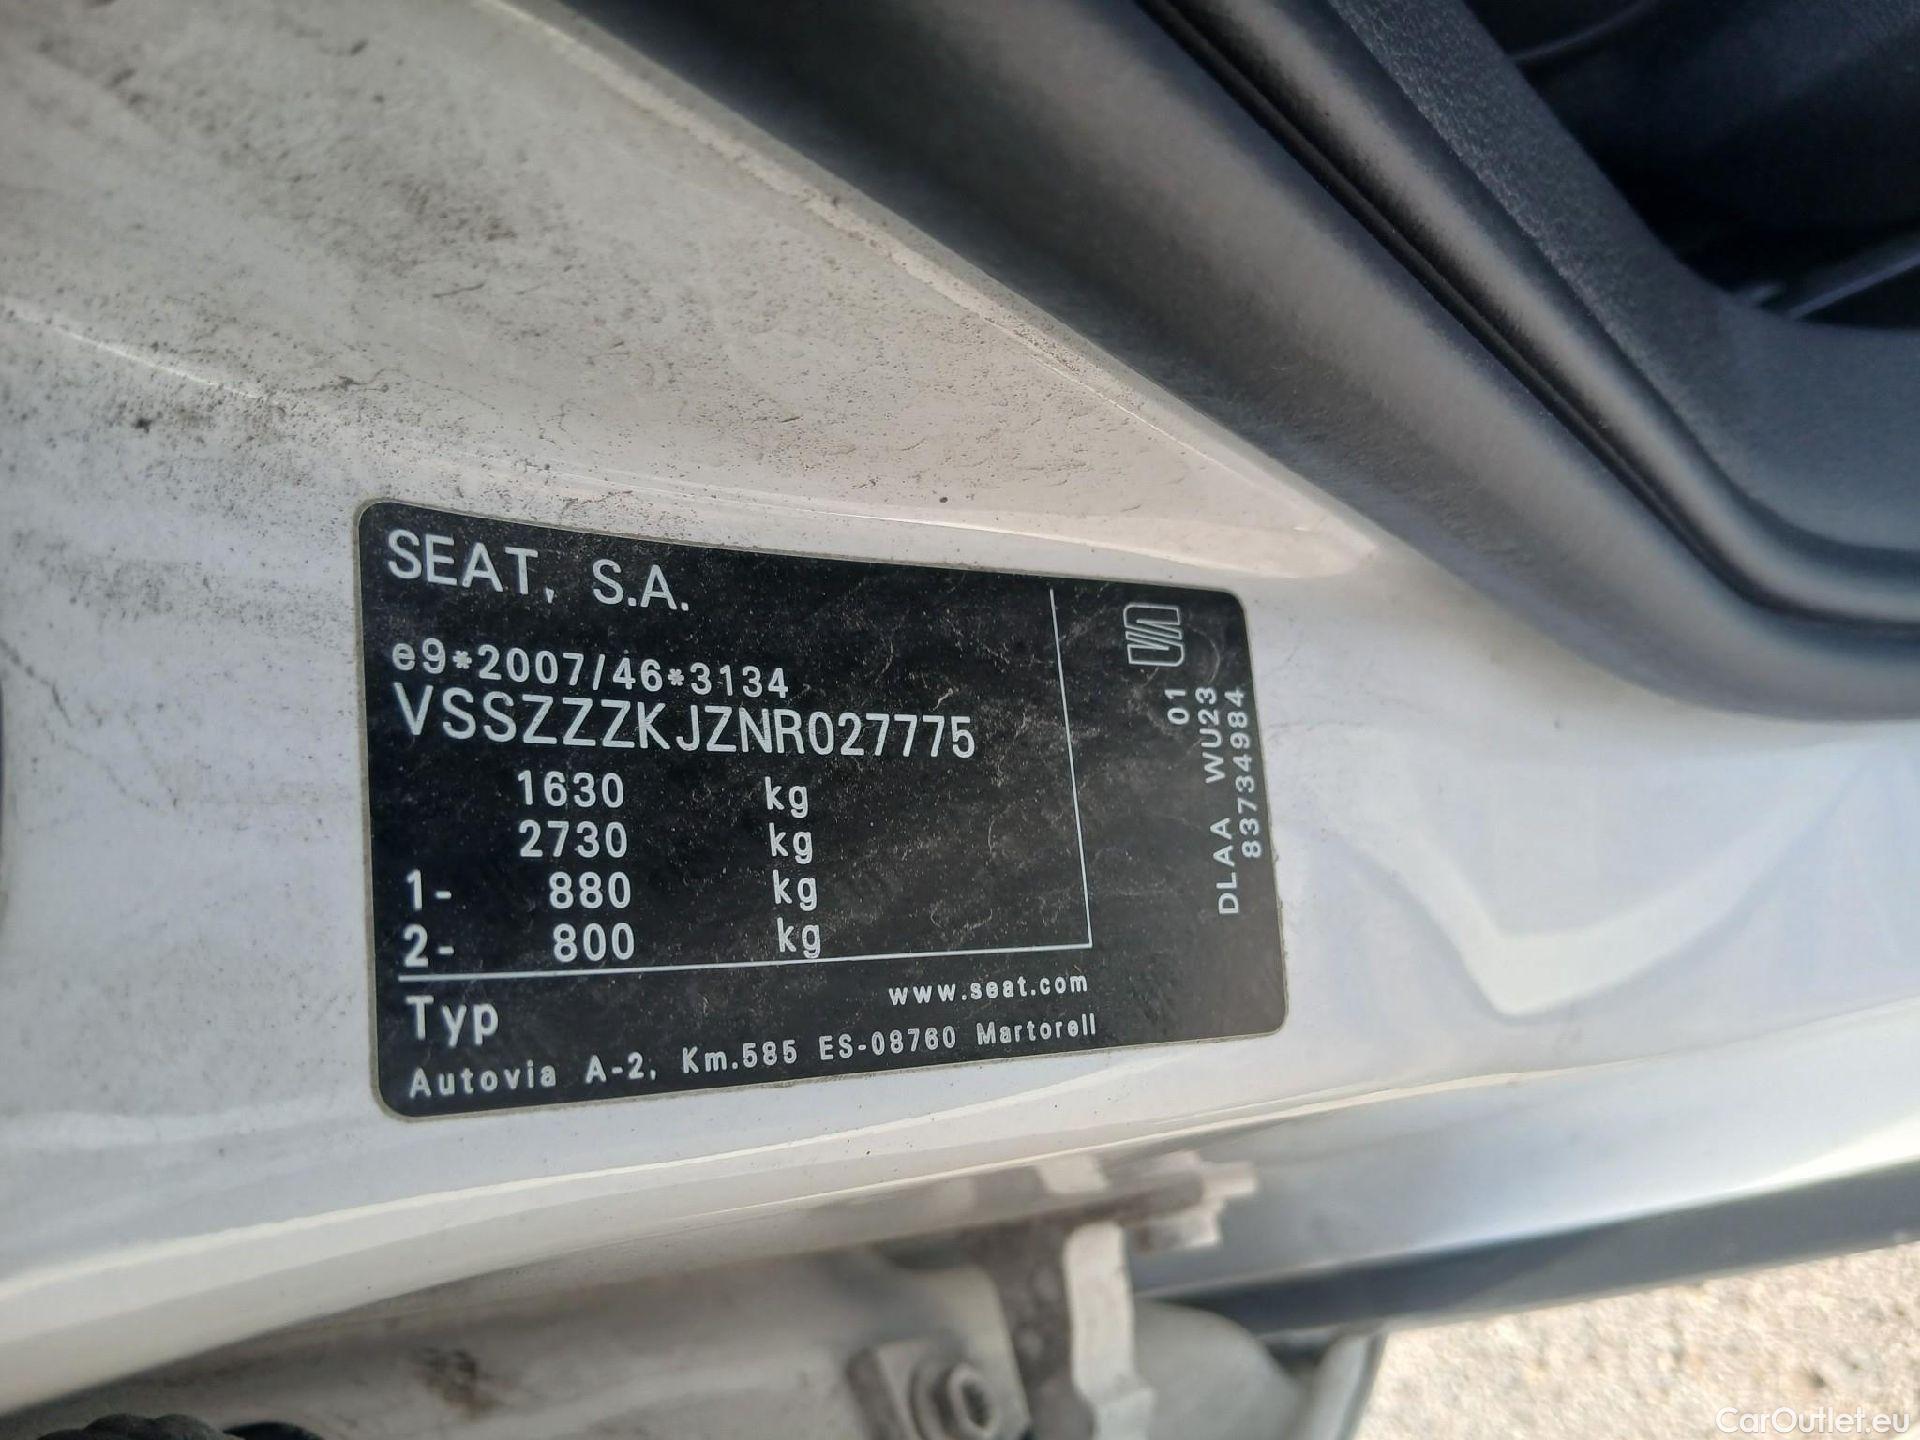 SEAT, S.A.
e9*2007/46*3134
VSSZZZKJZNR027775
1630 kg
2730 kg
1- 880 kg
2- 800 kg
Typ
www.seat.com
Autovia A-2, Km.585 ES-08760 Martorell
01
DLAA WU23
83734984
CarOutlet.eu